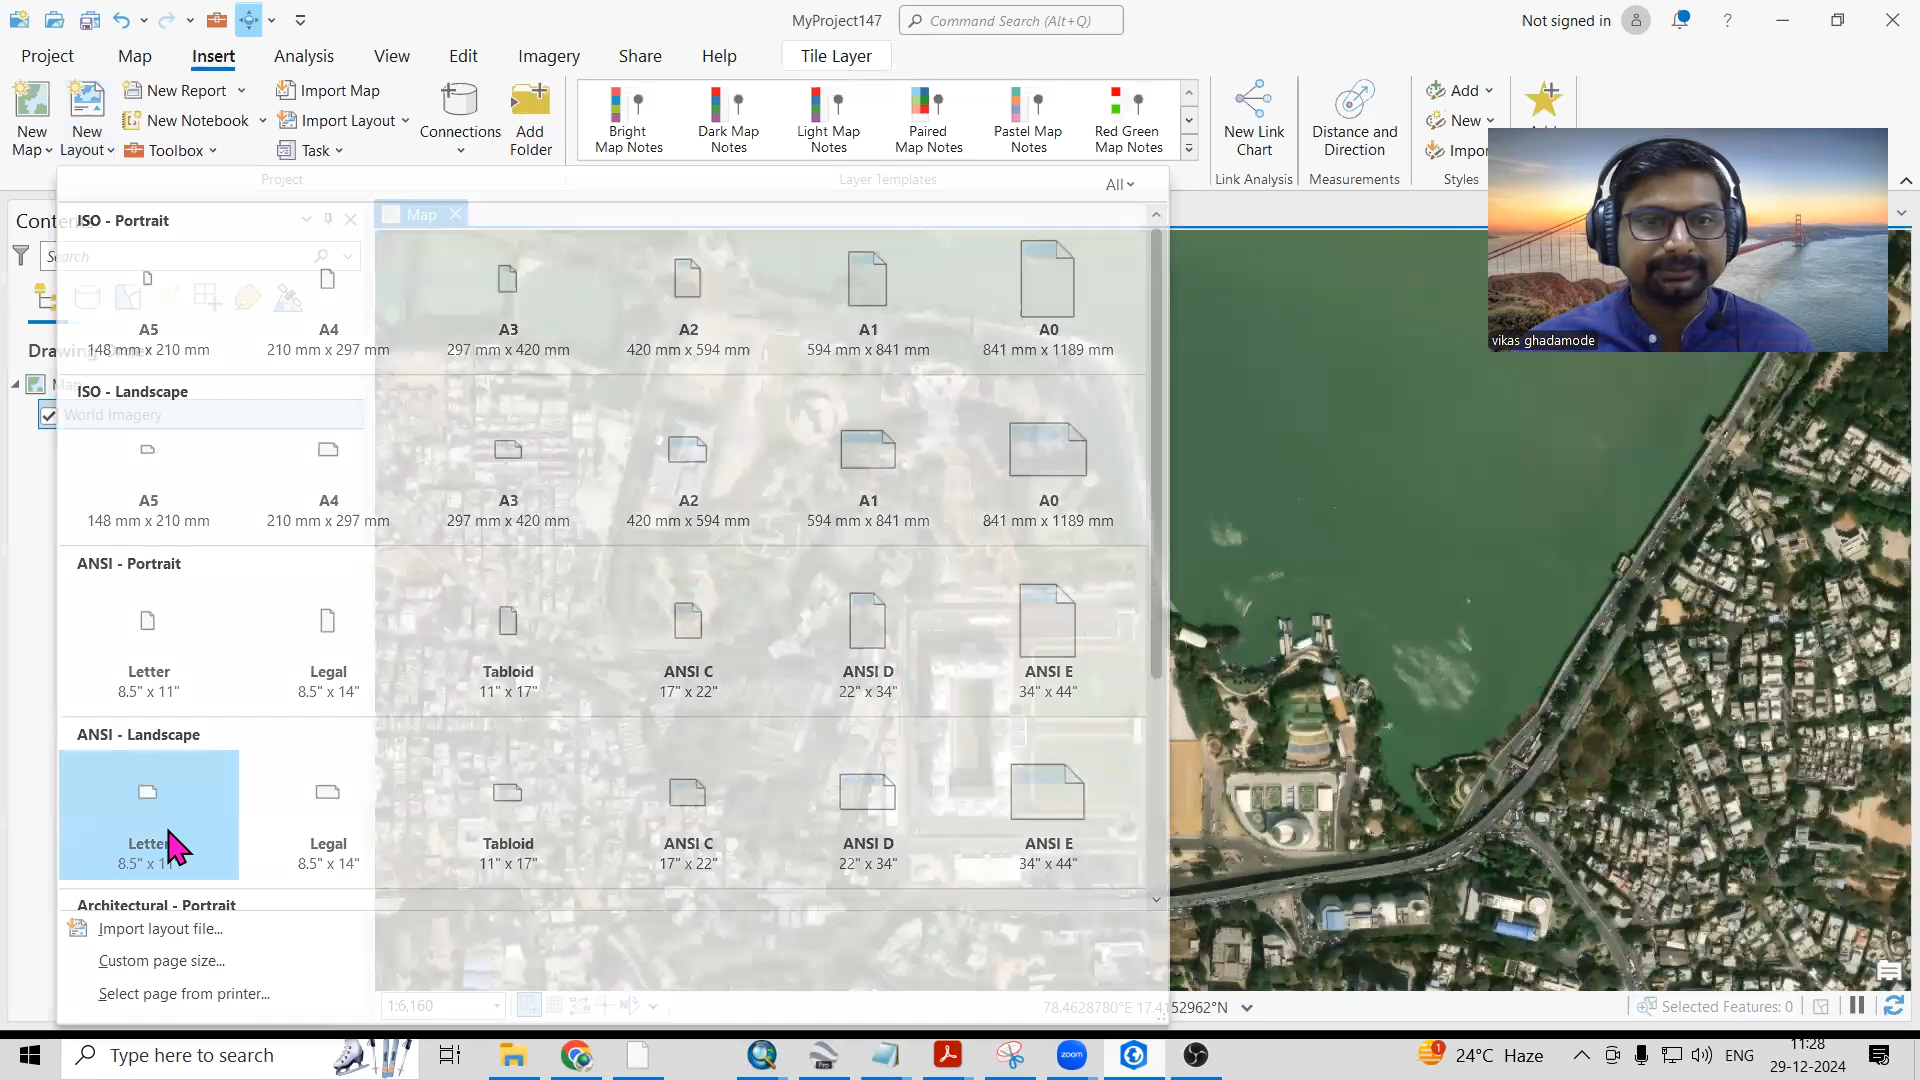 MyProject147
Command Search (Alt+Q)
Not signed in
Project
Map
Insert
Analysis
View
Edit
Imagery
Share
Help
Tile Layer
New Map
New Layout
New Report
New Notebook
Toolbox
Import Map
Import Layout
Task
Connections
Add Folder
Bright Map Notes
Dark Map Notes
Light Map Notes
Paired Map Notes
Pastel Map Notes
Red Green Map Notes
New Link Chart
Distance and Direction
Add
New
Project
Layer Templates
Link Analysis
Measurements
Styles
All
Map
Search
World Imagery
ISO - Portrait
A5
148 mm x 210 mm
A4
210 mm x 297 mm
A3
297 mm x 420 mm
A2
420 mm x 594 mm
A1
594 mm x 841 mm
A0
841 mm x 1189 mm
ISO - Landscape
A5
148 mm x 210 mm
A4
210 mm x 297 mm
A3
297 mm x 420 mm
A2
420 mm x 594 mm
A1
594 mm x 841 mm
A0
841 mm x 1189 mm
ANSI - Portrait
Letter
8.5" x 11"
Legal
8.5" x 14"
Tabloid
11" x 17"
ANSI C
17" x 22"
ANSI D
22" x 34"
ANSI E
34" x 44"
ANSI - Landscape
Letter
8.5" x 11"
Legal
8.5" x 14"
Tabloid
11" x 17"
ANSI C
17" x 22"
ANSI D
22" x 34"
ANSI E
34" x 44"
Architectural - Portrait
Import layout file...
Custom page size...
Select page from printer...
vikas ghadamode
1:6,160
Selected Features: 0
Type here to search
zoom
1
24°C Haze
ENG
11:28
29-12-2024